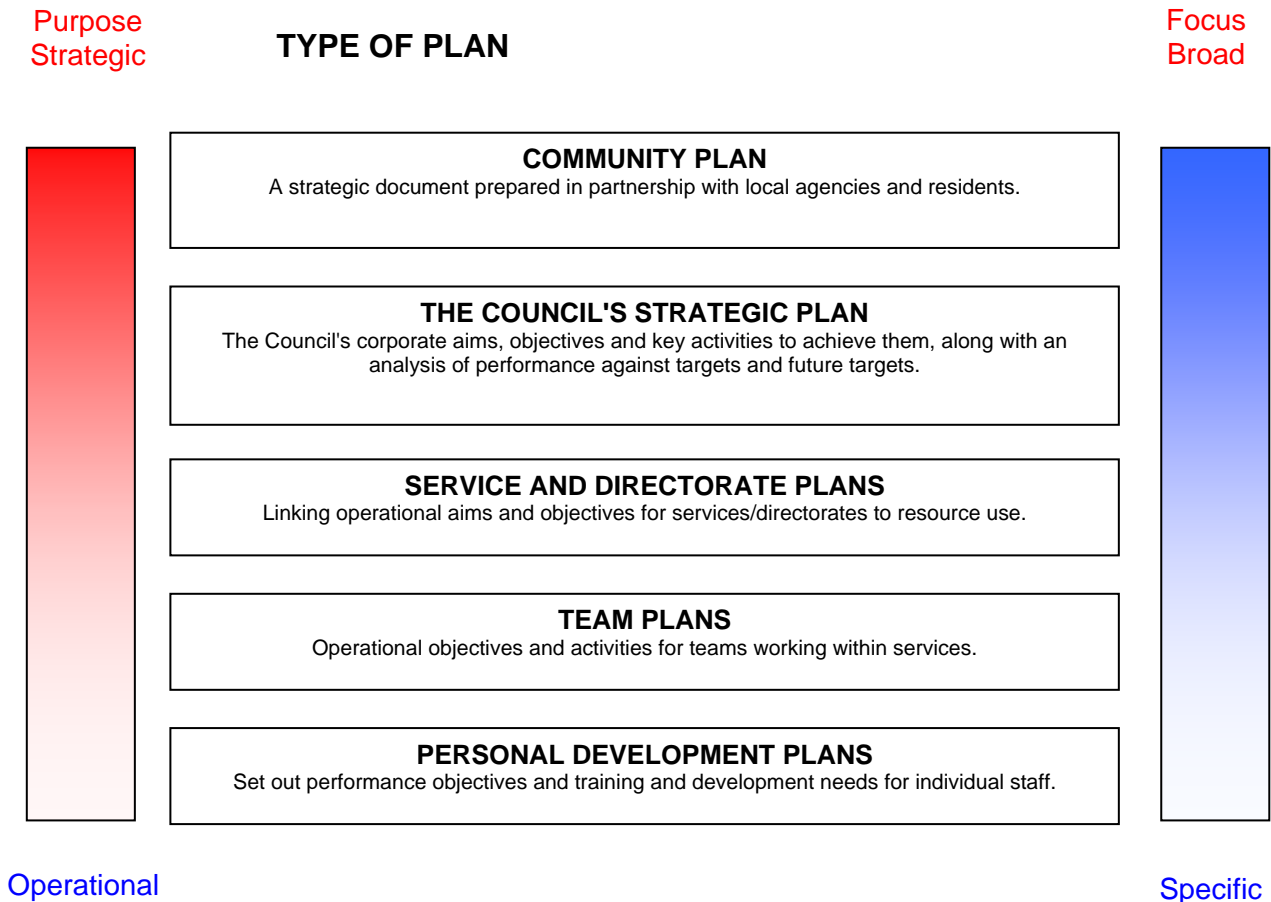 Purpose
Strategic
TYPE OF PLAN
Focus
Broad
COMMUNITY PLAN
A strategic document prepared in partnership with local agencies and residents.
THE COUNCIL'S STRATEGIC PLAN
The Council's corporate aims, objectives and key activities to achieve them, along with an
analysis of performance against targets and future targets.
SERVICE AND DIRECTORATE PLANS
Linking operational aims and objectives for services/directorates to resource use.
TEAM PLANS
Operational objectives and activities for teams working within services.
PERSONAL DEVELOPMENT PLANS
Set out performance objectives and training and development needs for individual staff.
Operational
Specific